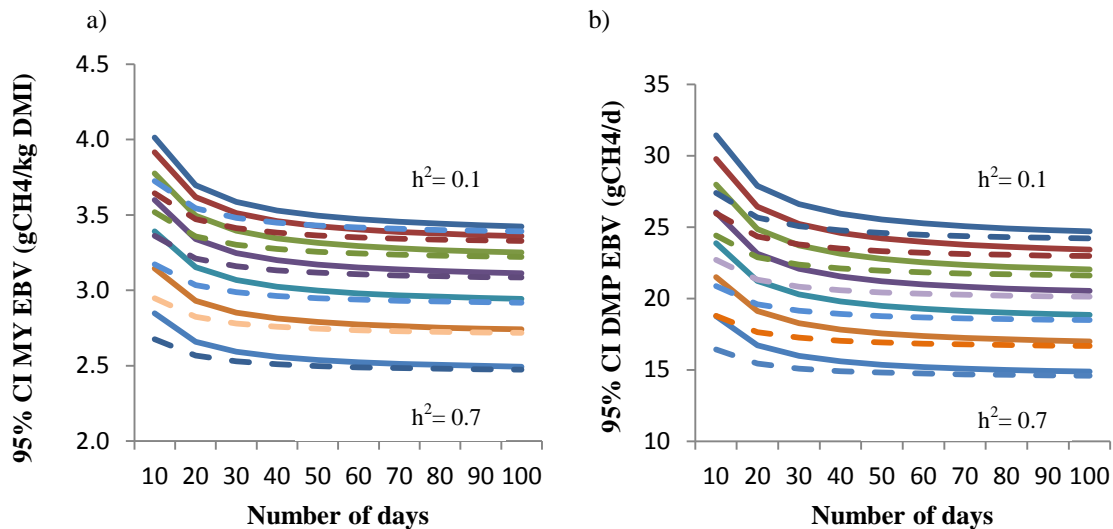 a)
95% CI MY EBV (gCH4/kg DMI)
4.5
4.0
3.5
3.0
2.5
2.0
h²= 0.1
h²= 0.7
10 20 30 40 50 60 70 80 90 100
Number of days
b)
95% CI DMP EBV (gCH4/d)
35
30
25
20
15
10
h²= 0.1
h²= 0.7
10 20 30 40 50 60 70 80 90 100
Number of days